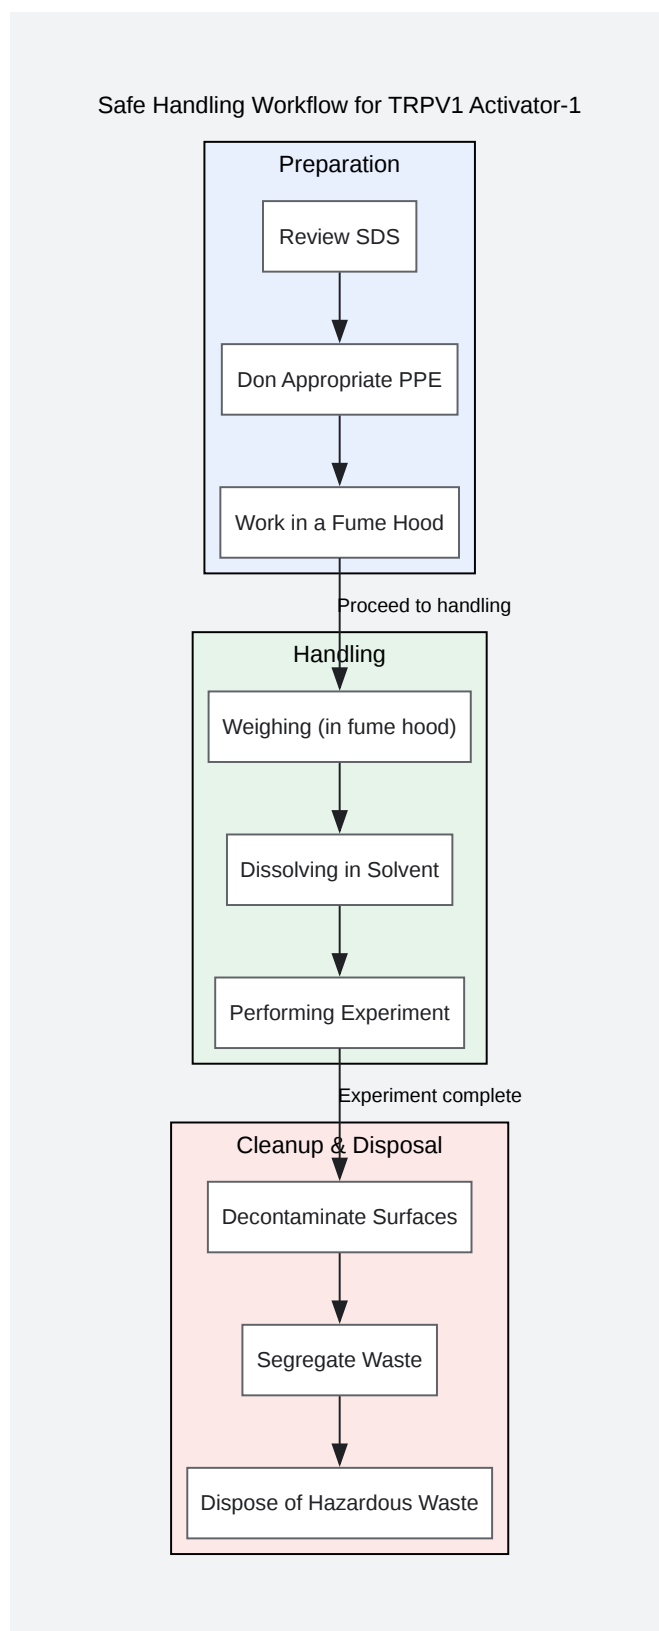 Safe Handling Workflow for TRPV1 Activator-1
Preparation
Review SDS
Don Appropriate PPE
Work in a Fume Hood
Proceed to handling
Handling
Weighing (in fume hood)
Dissolving in Solvent
Performing Experiment
Experiment complete
Cleanup & Disposal
Decontaminate Surfaces
Segregate Waste
Dispose of Hazardous Waste